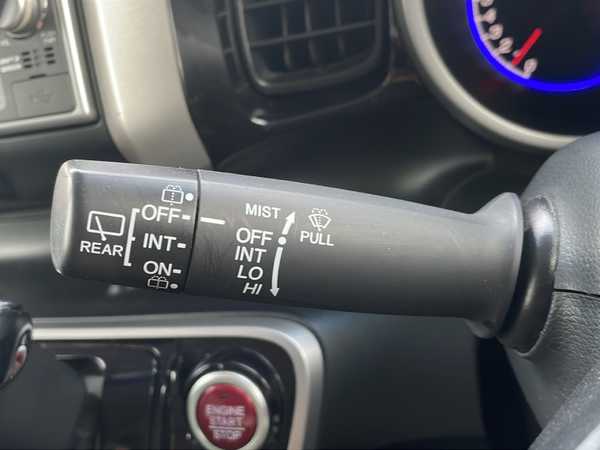 OFF
REAR
INT
ON
MIST
OFF
INT
LO
HI
PULL
ENGINE
START
STOP